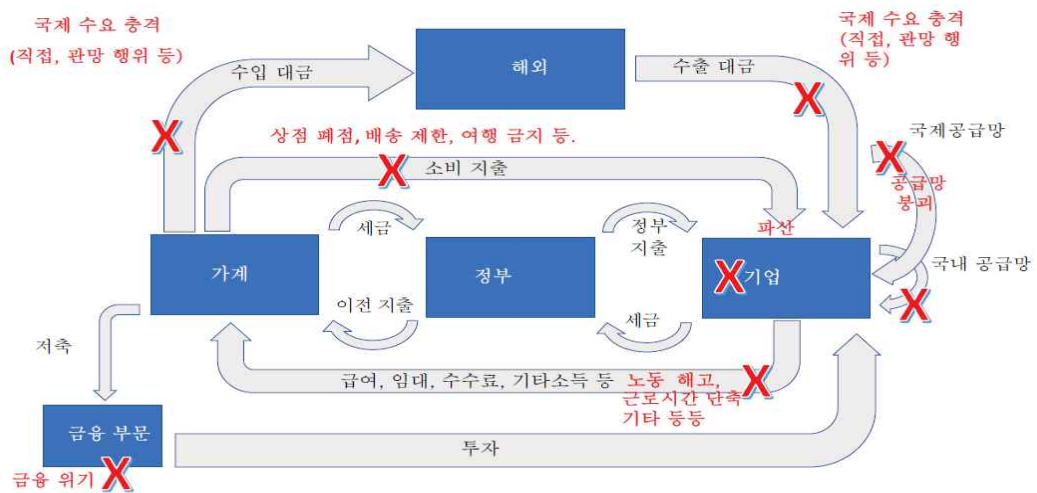 국제 수요 충격
(직접, 관망 행위 등)
국제 수요 충격
(직접, 관망 행
위 등)
수입 대금
해외
수출 대금
X
X
상점 폐점, 배송 제한, 여행 금지 등.
국제공급망
X
X
소비 지출
공급망
붕괴
세금
정부
지출
파산
가계
정부
X
기업
국내 공급망
이전 지출
세금
X
저축
급여, 임대, 수수료, 기타소득 등
노동 해고,
근로시간 단축
기타 등등
X
금융 부문
투자
금융 위기
X